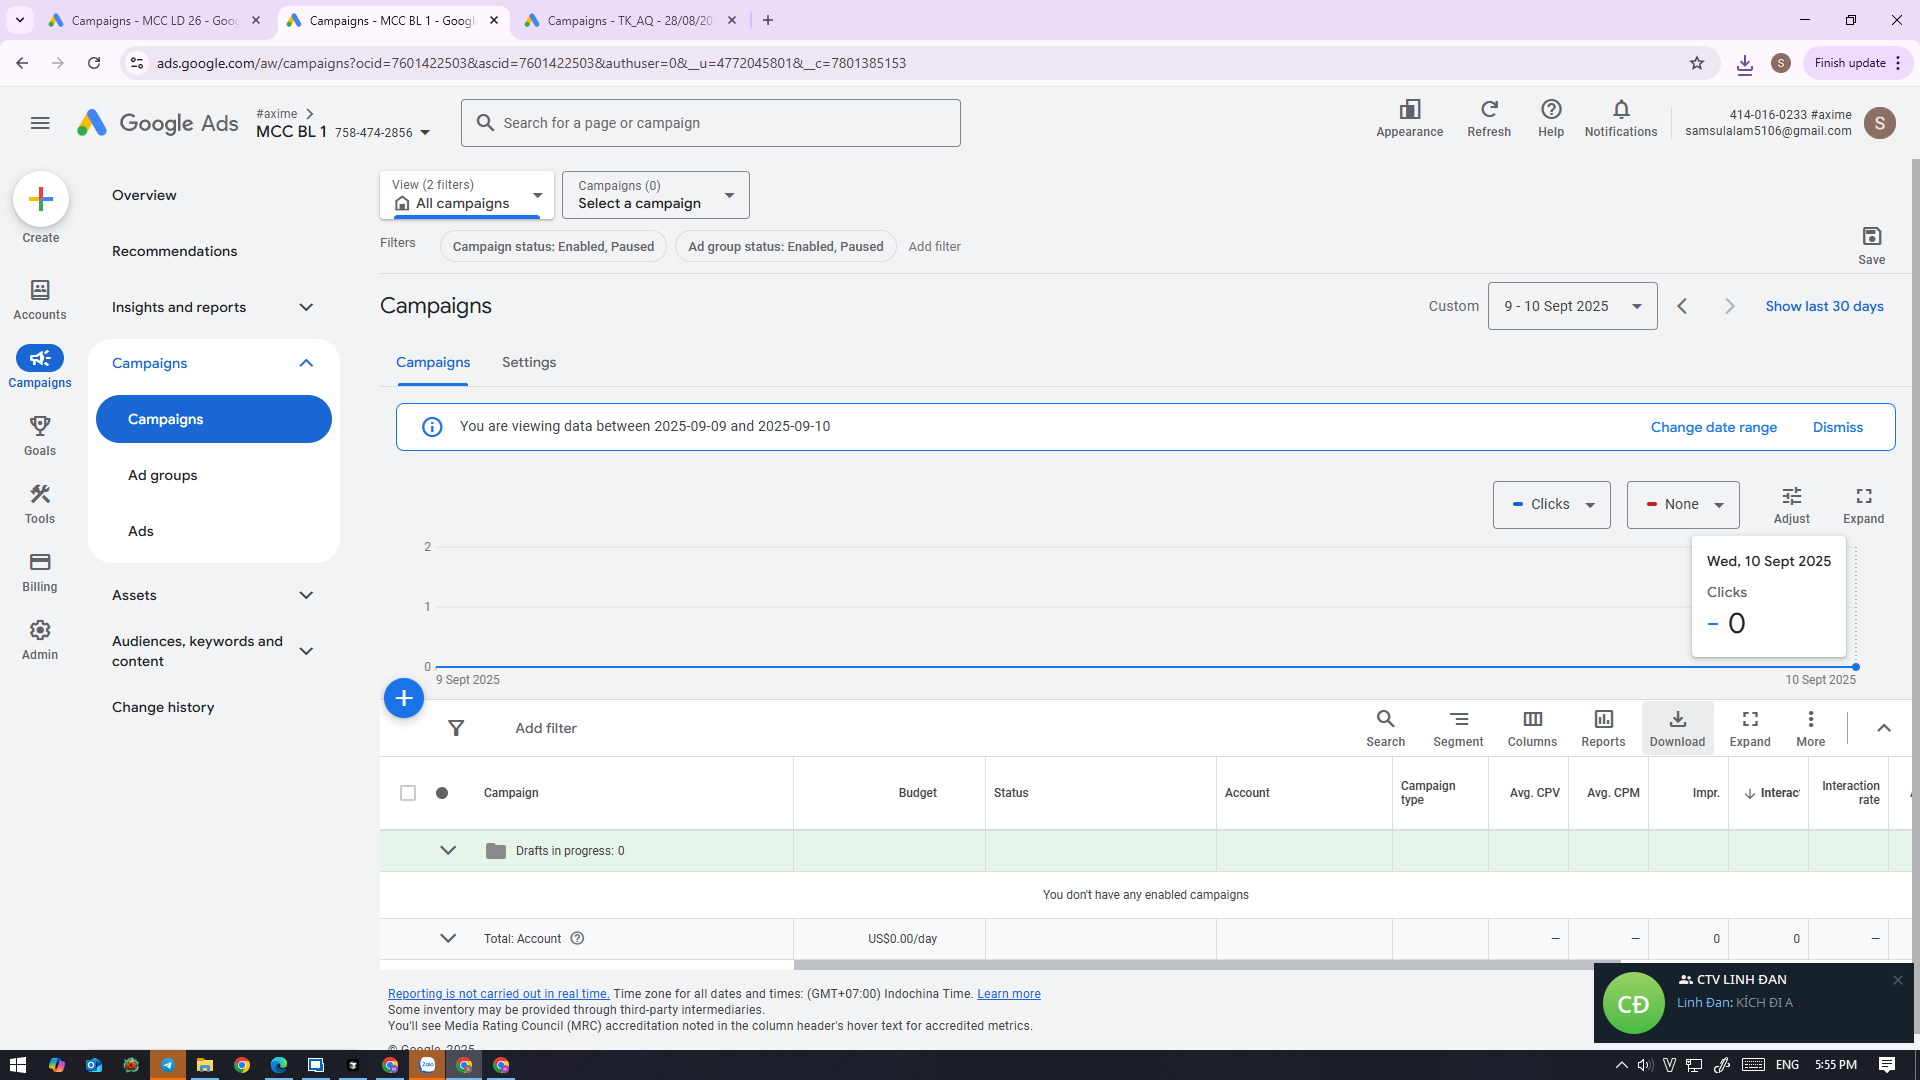 Campaigns - MCC LD 26 - Goog
Campaigns - MCC BL 1 - Google
Campaigns - TK_AQ - 28/08/20
ads.google.com/aw/campaigns?ocid=7601422503&ascid=7601422503&authuser=0&__u=4772045801&__c=7801385153
S
Finish update
Google Ads
#axime
MCC BL 1 758-474-2856
Search for a page or campaign
Appearance
Refresh
Help
Notifications
414-016-0233 #axime
samsulalam5106@gmail.com
S
Create
Accounts
Campaigns
Goals
Tools
Billing
Admin
Overview
Recommendations
Insights and reports
Campaigns
Campaigns
Ad groups
Ads
Assets
Audiences, keywords and
content
Change history
View (2 filters)
All campaigns
Campaigns (0)
Select a campaign
Filters
Campaign status: Enabled, Paused
Ad group status: Enabled, Paused
Add filter
Save
Campaigns
Custom
9 - 10 Sept 2025
Show last 30 days
Campaigns
Settings
You are viewing data between 2025-09-09 and 2025-09-10
Change date range
Dismiss
Clicks
None
Adjust
Expand
2
1
0
9 Sept 2025
10 Sept 2025
Wed, 10 Sept 2025
Clicks
0
Add filter
Search
Segment
Columns
Reports
Download
Expand
More
Campaign
Budget
Status
Account
Campaign
type
Avg. CPV
Avg. CPM
Impr.
Interac
Interaction
rate
Drafts in progress: 0
You don't have any enabled campaigns
Total: Account
US$0.00/day
—
—
0
0
—
Reporting is not carried out in real time. Time zone for all dates and times: (GMT+07:00) Indochina Time. Learn more
Some inventory may be provided through third-party intermediaries.
You'll see Media Rating Council (MRC) accreditation noted in the column header's hover text for accredited metrics.
© Google, 2025
CĐ
CTV LINH ĐAN
Linh Đan: KÍCH ĐI A
Zalo
ENG
5:55 PM